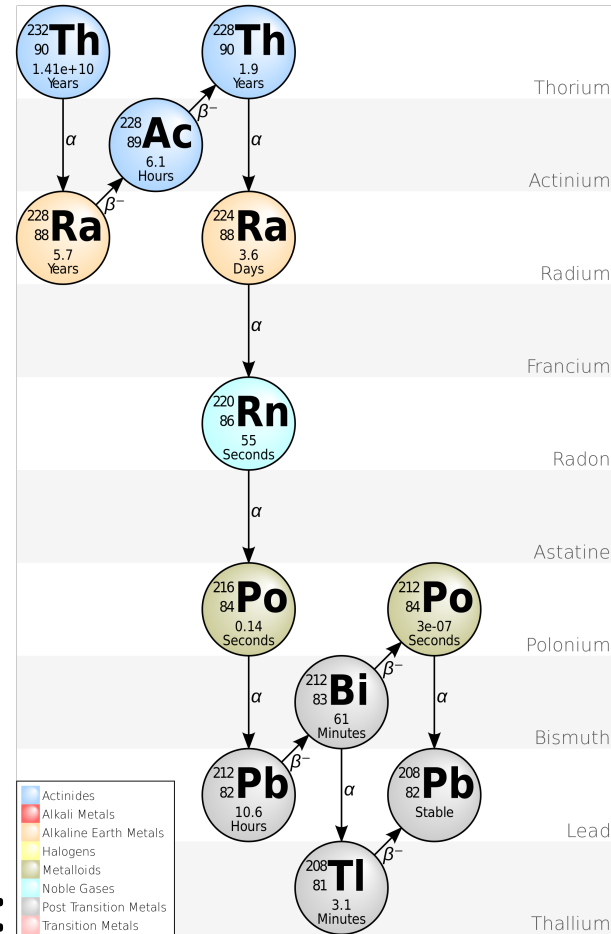 232
90
Th
1.41e+10
Years
228
90
Th
1.9
Years
Thorium
α
β−
α
228
89
Ac
6.1
Hours
Actinium
β−
228
88
Ra
5.7
Years
224
88
Ra
3.6
Days
Radium
α
Francium
220
86
Rn
55
Seconds
Radon
α
Astatine
216
84
Po
0.14
Seconds
212
84
Po
3e-07
Seconds
Polonium
α
β−
α
212
83
Bi
61
Minutes
Bismuth
β−
212
82
Pb
10.6
Hours
α
208
82
Pb
Stable
Lead
β−
208
81
Tl
3.1
Minutes
Thallium
Actinides
Alkali Metals
Alkaline Earth Metals
Halogens
Metalloids
Noble Gases
Post Transition Metals
Transition Metals